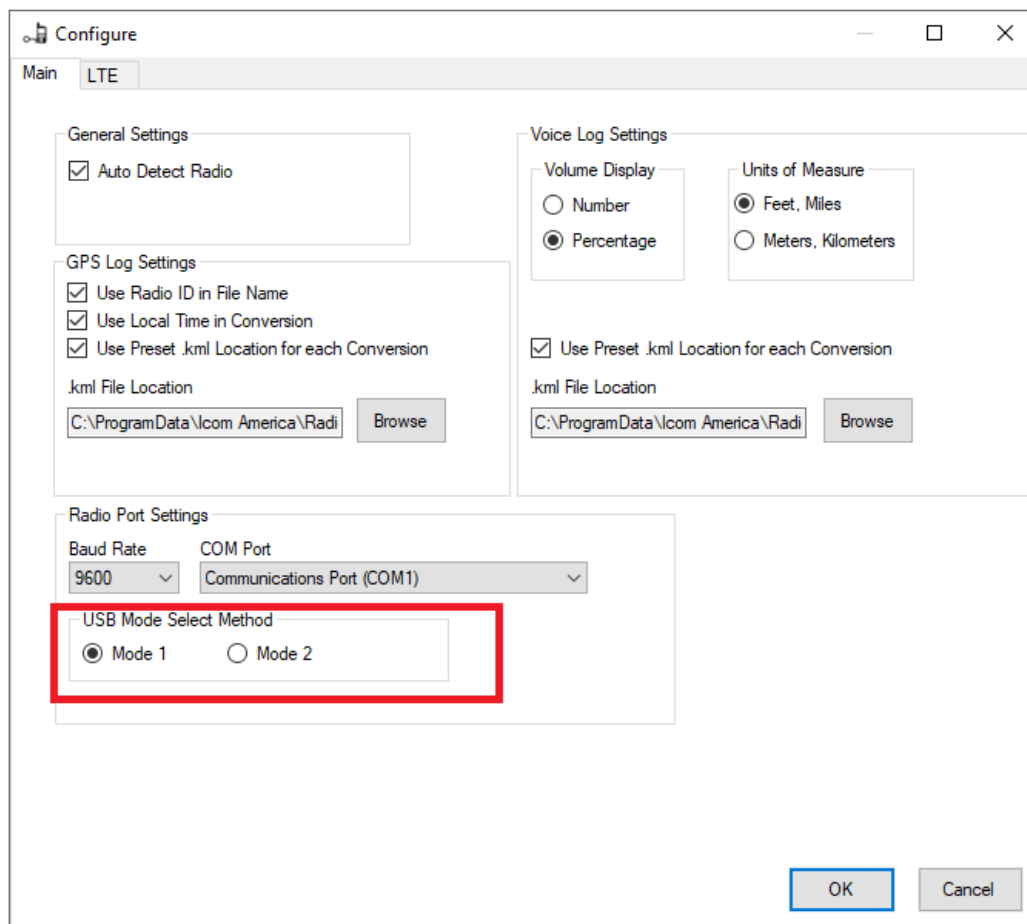 Configure
Main
LTE
General Settings
Auto Detect Radio
GPS Log Settings
Use Radio ID in File Name
Use Local Time in Conversion
Use Preset .kml Location for each Conversion
.kml File Location
C:\ProgramData\Icom America\Radi
Browse
Voice Log Settings
Volume Display
Number
Percentage
Units of Measure
Feet, Miles
Meters, Kilometers
Use Preset .kml Location for each Conversion
.kml File Location
C:\ProgramData\Icom America\Radi
Browse
Radio Port Settings
Baud Rate
COM Port
9600
Communications Port (COM1)
USB Mode Select Method
Mode 1
Mode 2
OK
Cancel